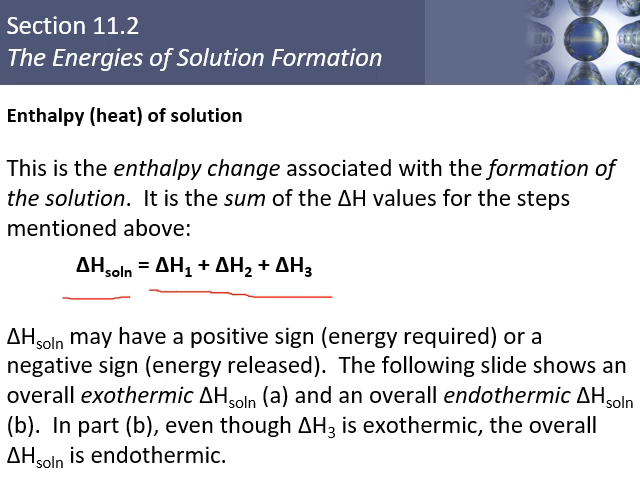 Section 11.2
The Energies of Solution Formation
Enthalpy (heat) of solution
This is the enthalpy change associated with the formation of
the solution.  It is the sum of the ΔH values for the steps
mentioned above:
ΔHsoln = ΔH1 + ΔH2 + ΔH3
ΔHsoln may have a positive sign (energy required) or a
negative sign (energy released).  The following slide shows an
overall exothermic ΔHsoln (a) and an overall endothermic ΔHsoln
(b).  In part (b), even though ΔH3 is exothermic, the overall
ΔHsoln is endothermic.